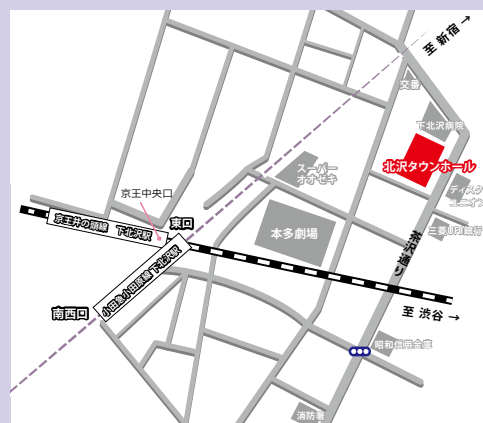 至 新宿 →
交番
下北沢病院
北沢タウンホール
スーパー
オオゼキ
ディスク
ユニオン
京王中央口
東口
京王井の頭線 下北沢駅
本多劇場
三菱UFJ銀行
茶沢通り
小田急小田原線下北沢駅
南西口
至 渋谷 →
昭和信用金庫
消防署